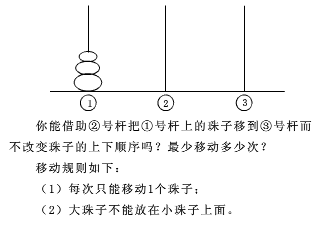 ① ② ③
你能借助②号杆把①号杆上的珠子移到③号杆而
不改变珠子的上下顺序吗？最少移动多少次？
移动规则如下：
（1）每次只能移动1个珠子；
（2）大珠子不能放在小珠子上面。